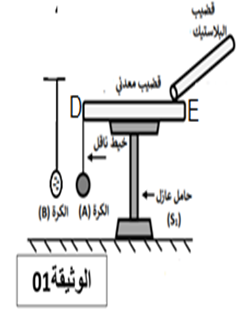 قضيب
البلاستيك
قضيب معدني
D
E
خيط ناقل
الكرة (B)
الكرة (A)
حامل عازل
(S₁)
الوثيقة01